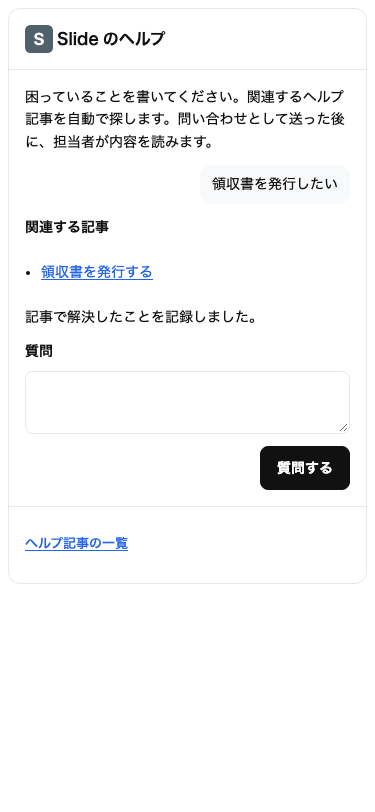 S Slide のヘルプ
困っていることを書いてください。関連するヘルプ
記事を自動で探します。問い合わせとして送った後
に、担当者が内容を読みます。
領収書を発行したい
関連する記事
• 領収書を発行する
記事で解決したことを記録しました。
質問
質問する
ヘルプ記事の一覧